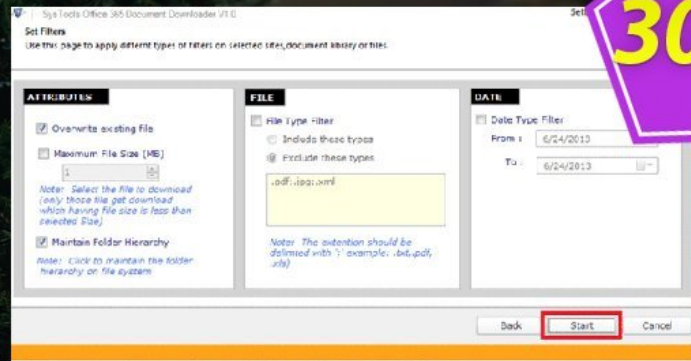 SysTools Office 365 Document Downloader V1.0
Set Filters
Use this page to apply differnt types of filters on selected sites,document library or files.
30
ATTRIBUTES
Overwrite existing file
Maximum File Size (MB)
1
Note: Select the file to download
(only those file get download
which having file size is less than
selected Size)
Maintain Folder Hierarchy
Note: Click to maintain the folder
hierarchy on file system
FILE
File Type Filter
Include these types
Exclude these types
.pdf;.jpg;.xml
Note: The extention should be
delimted with ';' example: .txt,.pdf,
.xls)
DATE
Date Type Filter
From :
6/24/2013
To :
6/24/2013
Back
Start
Cancel